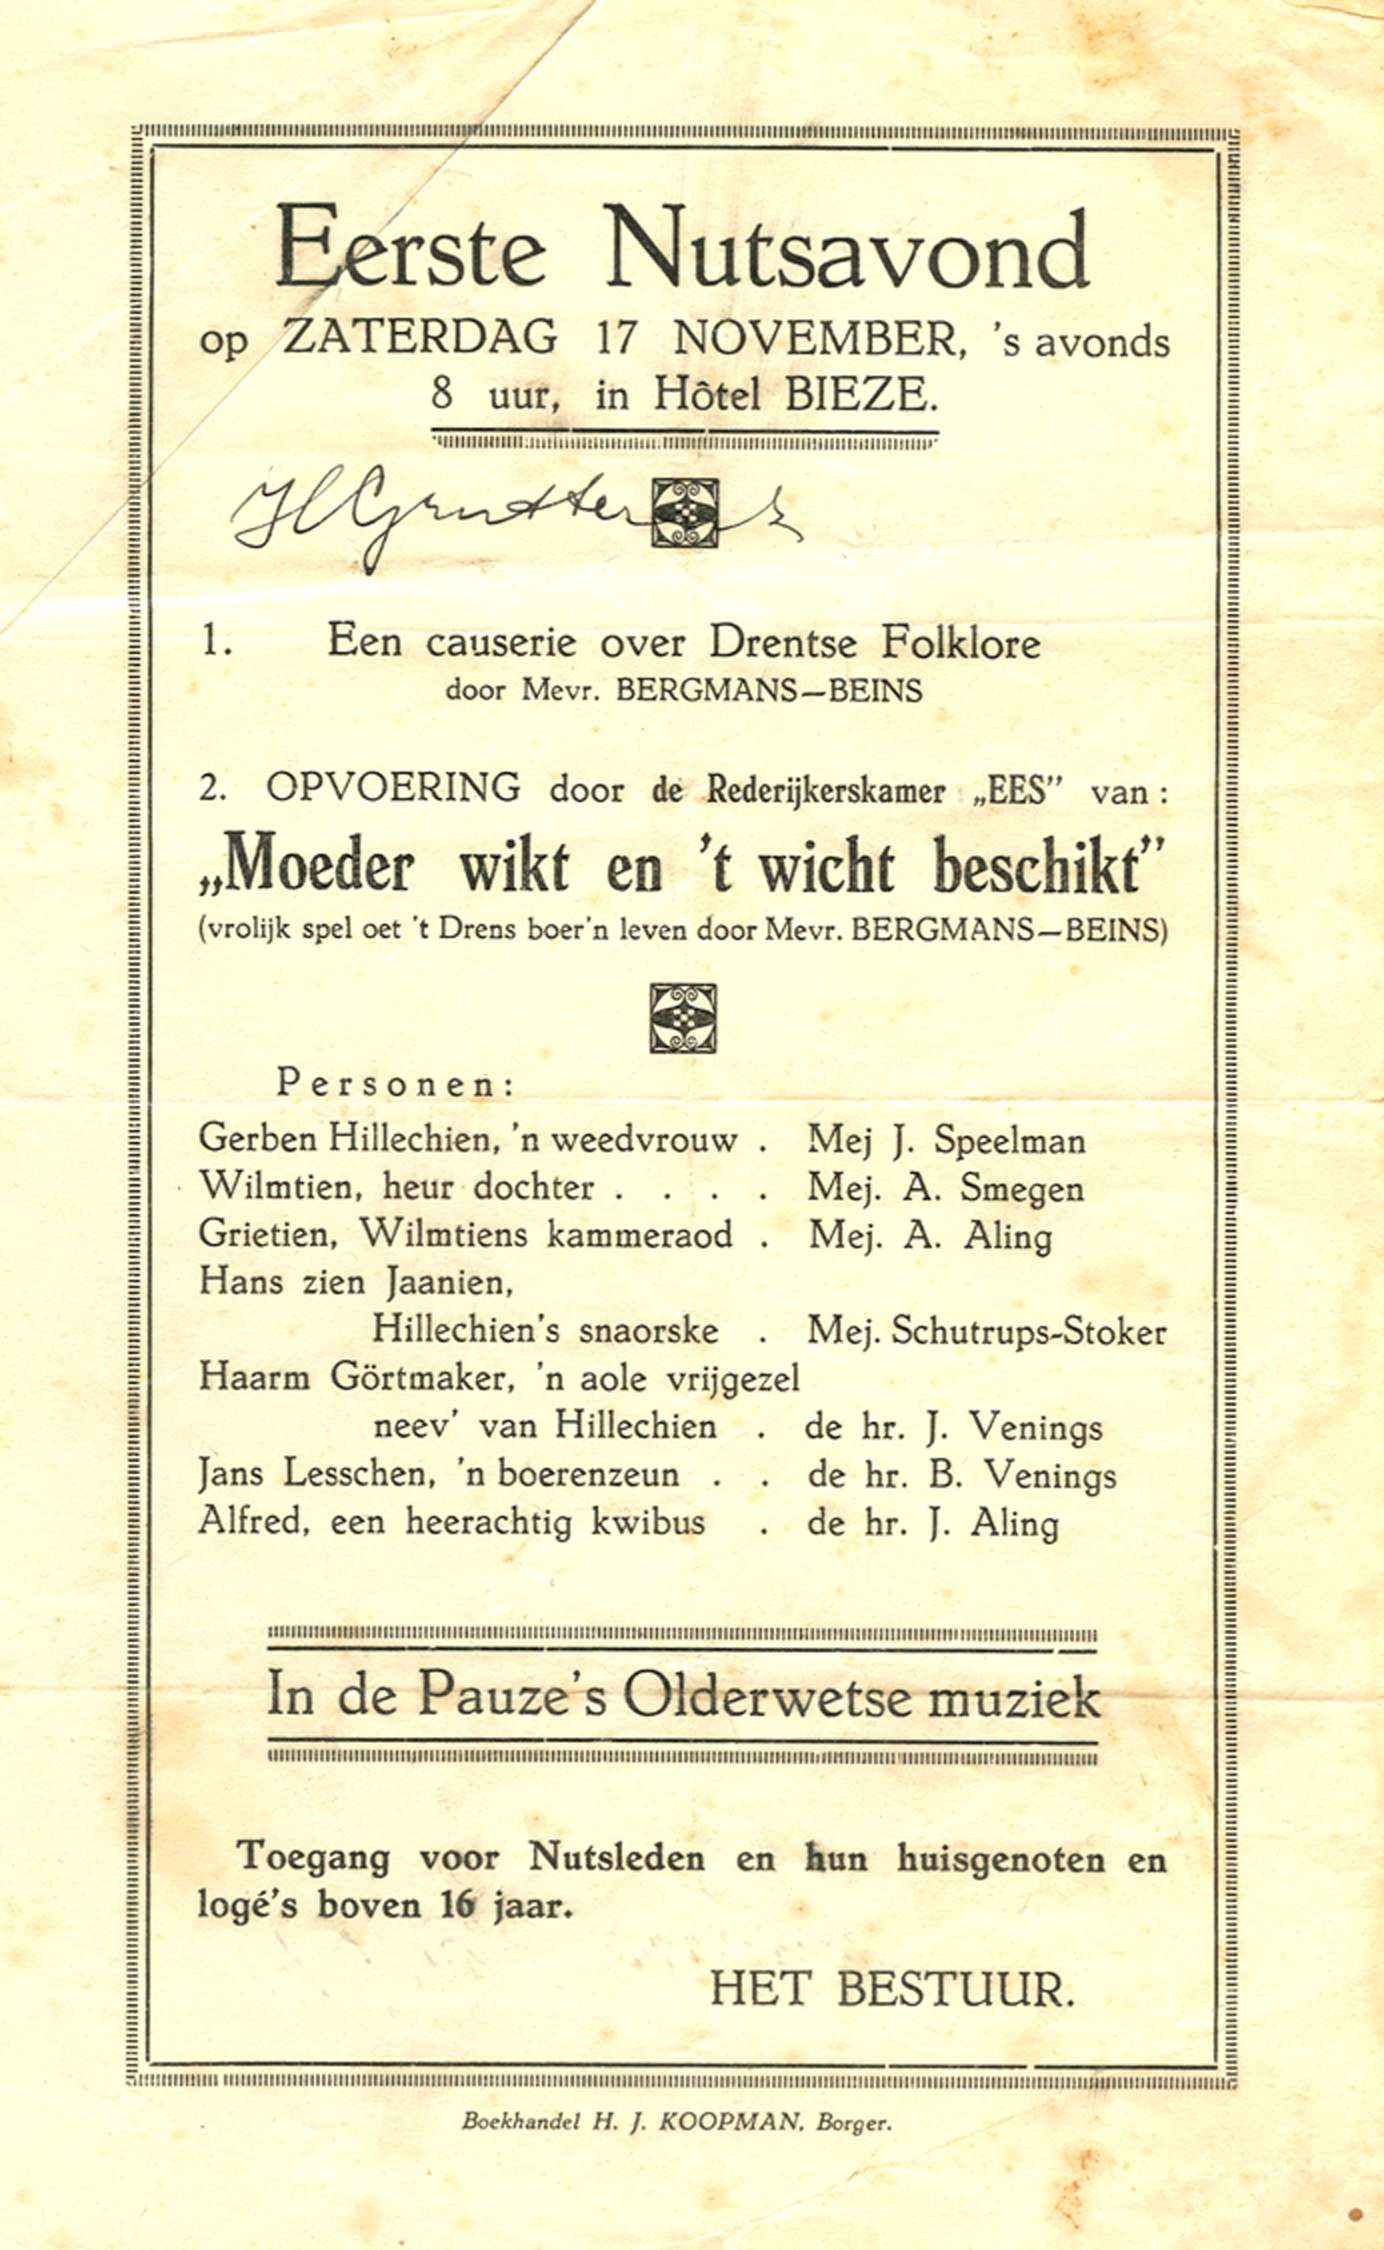 Eerste Nutsavond
op ZATERDAG 17 NOVEMBER, 's avonds
8 uur, in Hôtel BIEZE.
1. Een causerie over Drentse Folklore
door Mevr. BERGMANS—BEINS
2. OPVOERING door de Rederijkerskamer „EES” van :
„Moeder wikt en 't wicht beschikt”
(vrolijk spel oet 't Drens boer'n leven door Mevr. BERGMANS—BEINS)
Personen:
Gerben Hillechien, 'n weedvrouw . Mej J. Speelman
Wilmtien, heur dochter . . . . Mej. A. Smegen
Grietien, Wilmtiens kammeraod . Mej. A. Aling
Hans zien Jaanien,
Hillechien's snaorske . Mej. Schutrups-Stoker
Haarm Görtmaker, 'n aole vrijgezel
neev' van Hillechien . de hr. J. Venings
Jans Lesschen, 'n boerenzeun . . de hr. B. Venings
Alfred, een heerachtig kwibus . de hr. J. Aling
In de Pauze's Olderwetse muziek
Toegang voor Nutsleden en hun huisgenoten en
logé's boven 16 jaar.
HET BESTUUR.
Boekhandel H. J. KOOPMAN, Borger.